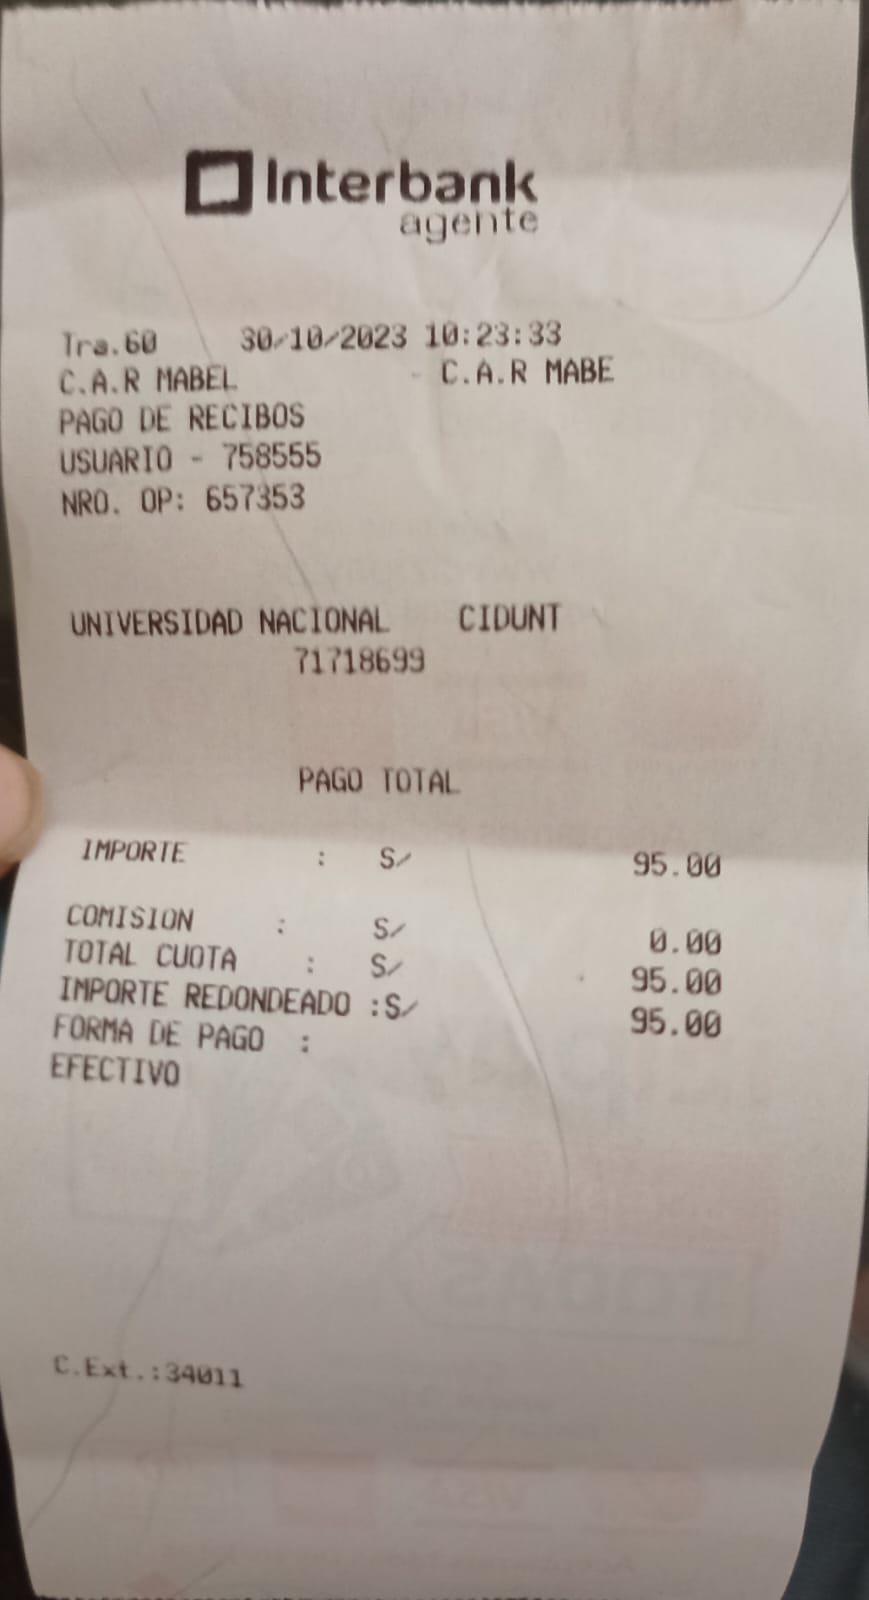 Interbank
agente
Tra.60 30/10/2023 10:23:33
C.A.R MABEL - C.A.R MABE
PAGO DE RECIBOS
USUARIO - 758555
NRO. OP: 657353
UNIVERSIDAD NACIONAL CIDUNT
71718699
PAGO TOTAL
IMPORTE : S/ 95.00
COMISION : S/ 0.00
TOTAL CUOTA : S/ 95.00
IMPORTE REDONDEADO :S/ 95.00
FORMA DE PAGO :
EFECTIVO
C.Ext.:34011